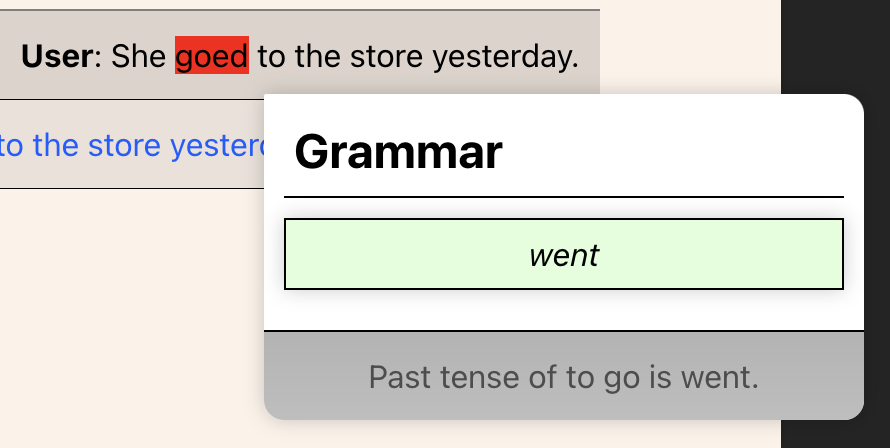 User: She goed to the store yesterday.
to the store yester
Grammar
went
Past tense of to go is went.